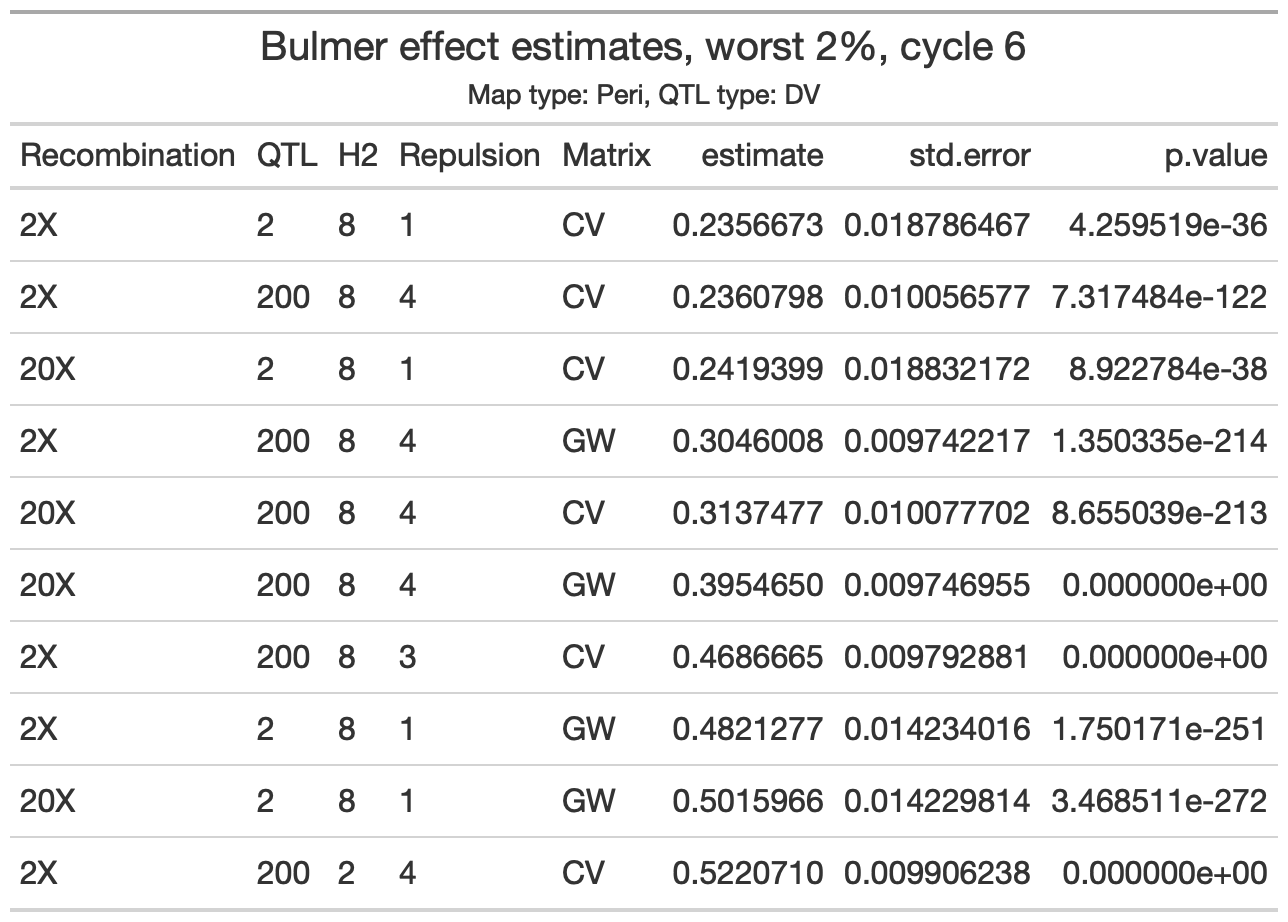 Bulmer effect estimates, worst 2%, cycle 6
Map type: Peri, QTL type: DV
Recombination QTL H2 Repulsion Matrix estimate std.error p.value
2X 2 8 1 CV 0.2356673 0.018786467 4.259519e-36
2X 200 8 4 CV 0.2360798 0.010056577 7.317484e-122
20X 2 8 1 CV 0.2419399 0.018832172 8.922784e-38
2X 200 8 4 GW 0.3046008 0.009742217 1.350335e-214
20X 200 8 4 CV 0.3137477 0.010077702 8.655039e-213
20X 200 8 4 GW 0.3954650 0.009746955 0.000000e+00
2X 200 8 3 CV 0.4686665 0.009792881 0.000000e+00
2X 2 8 1 GW 0.4821277 0.014234016 1.750171e-251
20X 2 8 1 GW 0.5015966 0.014229814 3.468511e-272
2X 200 2 4 CV 0.5220710 0.009906238 0.000000e+00